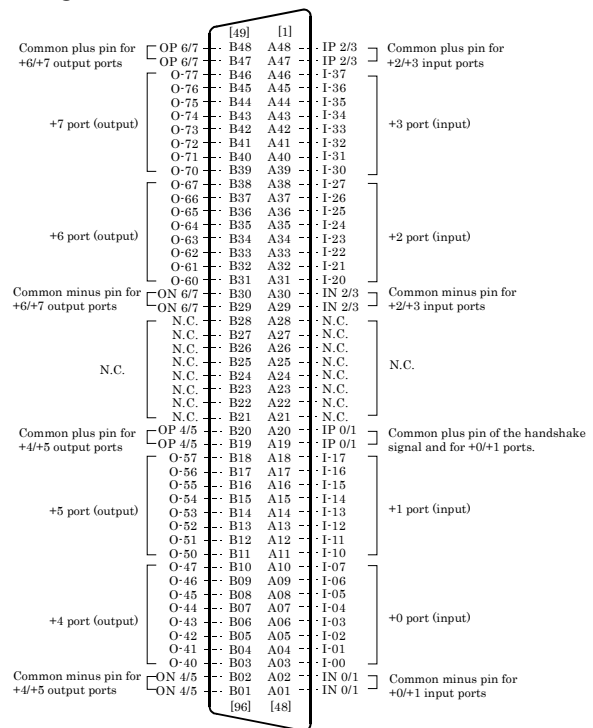 [49] [1]
Common plus pin for OP 6/7 B48 A48 IP 2/3 Common plus pin for
+6/+7 output ports OP 6/7 B47 A47 IP 2/3 +2/+3 input ports
O-77 B46 A46 I-37
O-76 B45 A45 I-36
O-75 B44 A44 I-35
O-74 B43 A43 I-34
+7 port (output) O-73 B42 A42 I-33 +3 port (input)
O-72 B41 A41 I-32
O-71 B40 A40 I-31
O-70 B39 A39 I-30
O-67 B38 A38 I-27
O-66 B37 A37 I-26
O-65 B36 A36 I-25
O-64 B35 A35 I-24
+6 port (output) O-63 B34 A34 I-23 +2 port (input)
O-62 B33 A33 I-22
O-61 B32 A32 I-21
O-60 B31 A31 I-20
Common minus pin for ON 6/7 B30 A30 IN 2/3 Common minus pin for
+6/+7 output ports ON 6/7 B29 A29 IN 2/3 +2/+3 input ports
N.C. B28 A28 N.C.
N.C. B27 A27 N.C.
N.C. B26 A26 N.C.
N.C. N.C. B25 A25 N.C. N.C.
N.C. B24 A24 N.C.
N.C. B23 A23 N.C.
N.C. B22 A22 N.C.
N.C. B21 A21 N.C.
Common plus pin for OP 4/5 B20 A20 IP 0/1 Common plus pin of the handshake
+4/+5 output ports OP 4/5 B19 A19 IP 0/1 signal and for +0/+1 ports.
O-57 B18 A18 I-17
O-56 B17 A17 I-16
O-55 B16 A16 I-15
O-54 B15 A15 I-14
+5 port (output) O-53 B14 A14 I-13 +1 port (input)
O-52 B13 A13 I-12
O-51 B12 A12 I-11
O-50 B11 A11 I-10
O-47 B10 A10 I-07
O-46 B09 A09 I-06
O-45 B08 A08 I-05
O-44 B07 A07 I-04
+4 port (output) O-43 B06 A06 I-03 +0 port (input)
O-42 B05 A05 I-02
O-41 B04 A04 I-01
O-40 B03 A03 I-00
Common minus pin for ON 4/5 B02 A02 IN 0/1 Common minus pin for
+4/+5 output ports ON 4/5 B01 A01 IN 0/1 +0/+1 input ports
[96] [48]